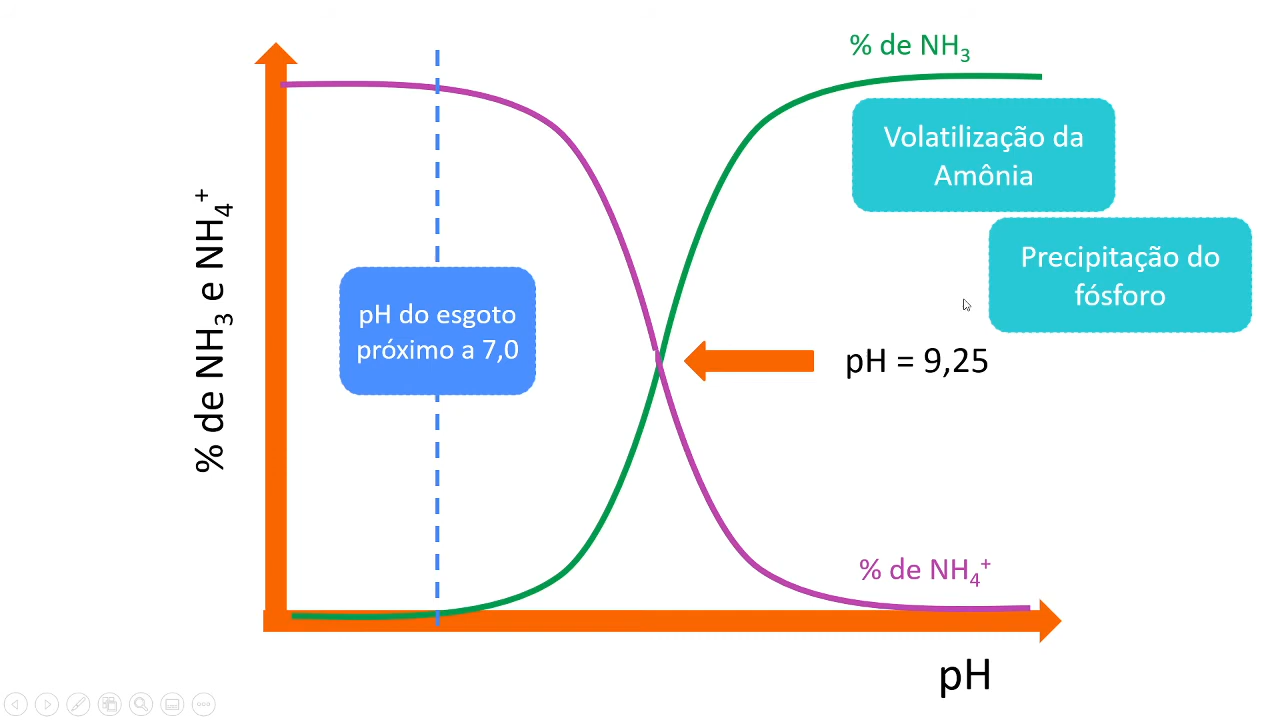 % de NH₃
Volatilização da
Amônia
Precipitação do
fósforo
% de NH₃ e NH₄⁺
pH do esgoto
próximo a 7,0
pH = 9,25
% de NH₄⁺
pH